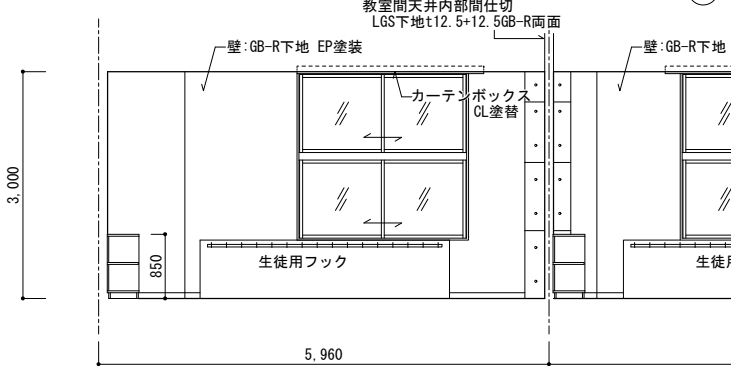 教室間天井内部間仕切
LGS下地t12.5+12.5GB-R両面
壁:GB-R下地 EP塗装
壁:GB-R下地
カーテンボックス
CL塗替
3,000
850
生徒用フック
生徒用
5,960